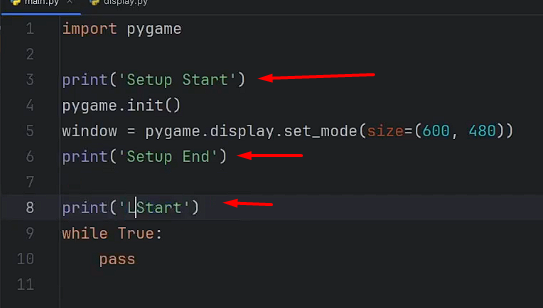 main.py display.py
1 import pygame
2
3 print('Setup Start')
4 pygame.init()
5 window = pygame.display.set_mode(size=(600, 480))
6 print('Setup End')
7
8 print('LStart')
9 while True:
10 pass
11